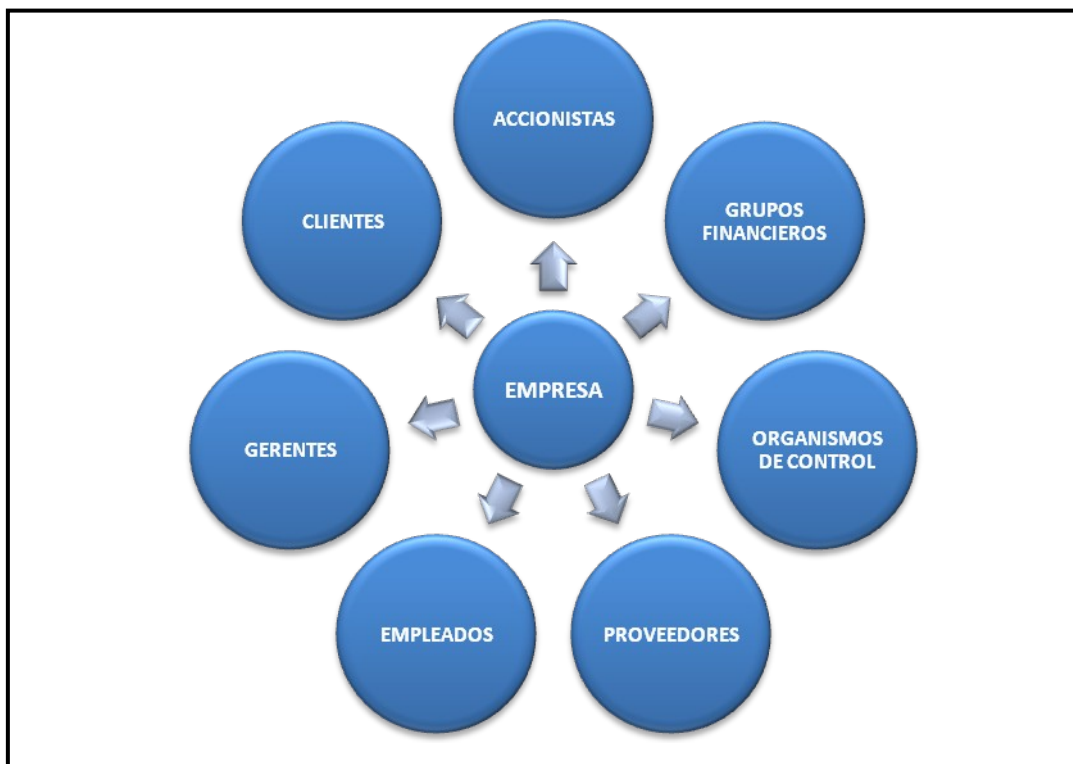 ACCIONISTAS
GRUPOS
FINANCIEROS
ORGANISMOS
DE CONTROL
PROVEEDORES
EMPLEADOS
GERENTES
CLIENTES
EMPRESA